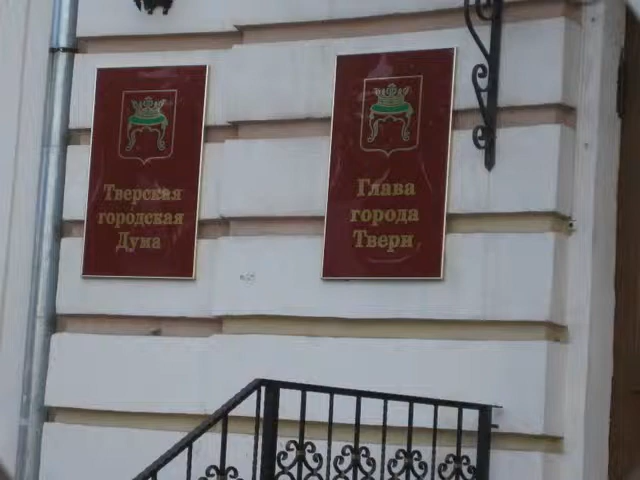 Тверская
городская
Дума
Глава
города
Твери